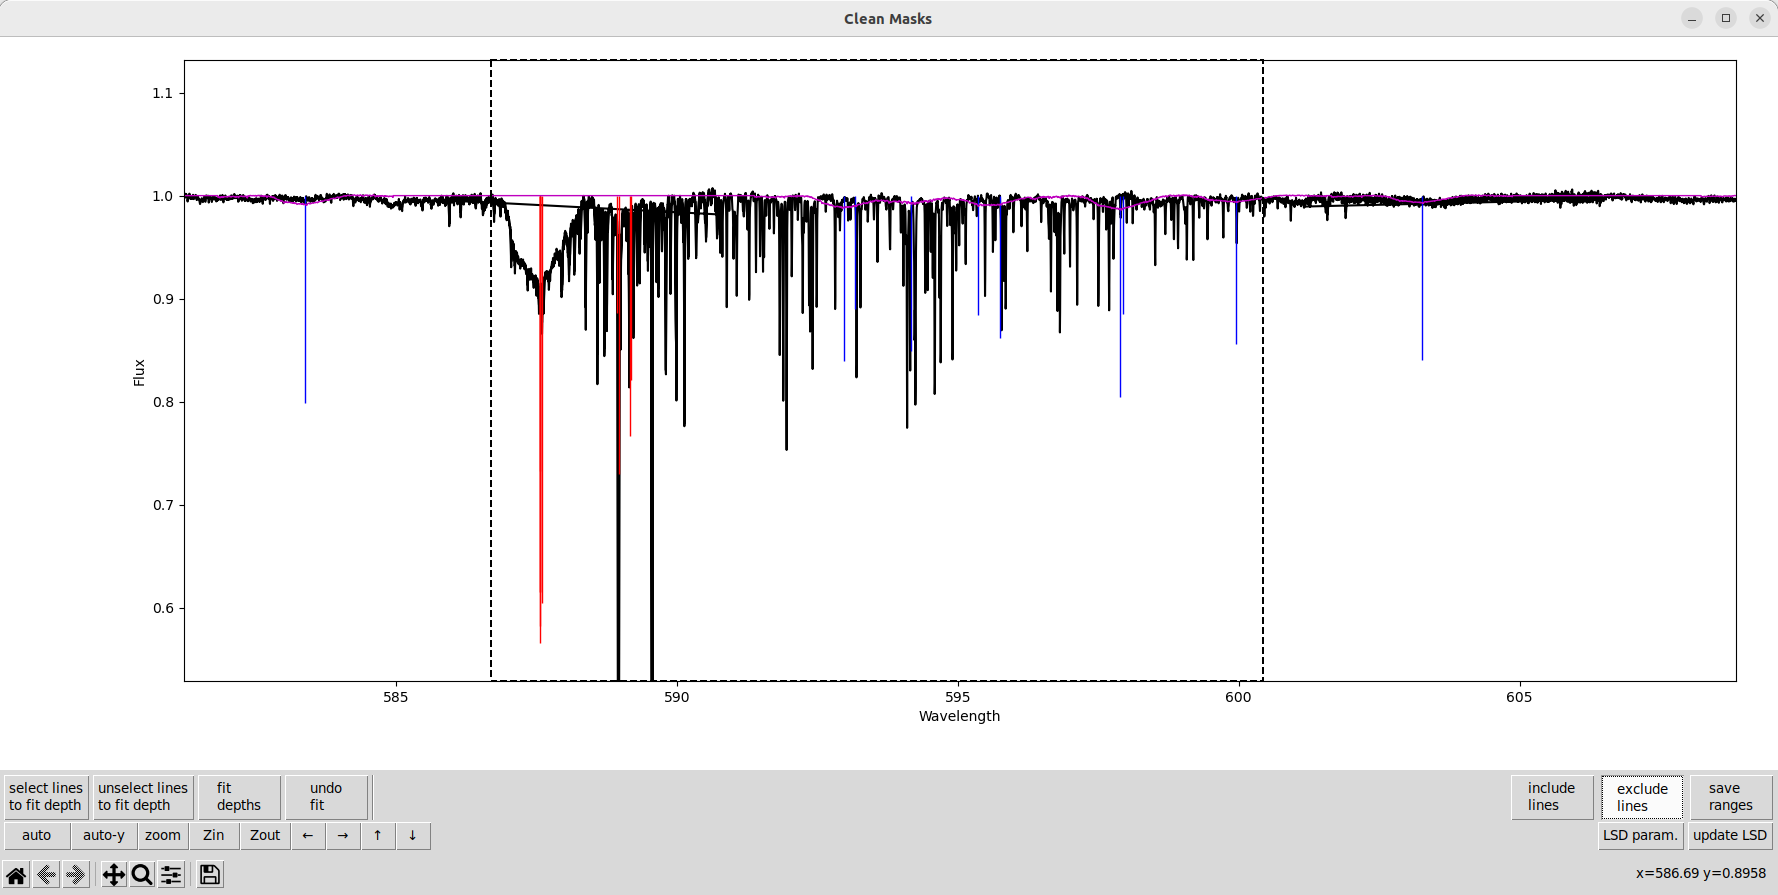 Clean Masks
1.1
1.0
0.9
0.8
0.7
0.6
Flux
585
590
595
600
605
Wavelength
select lines
to fit depth
unselect lines
to fit depth
fit
depths
undo
fit
include
lines
exclude
lines
save
ranges
auto
auto-y
zoom
Zin
Zout
←
→
↑
↓
LSD param.
update LSD
x=586.69 y=0.8958